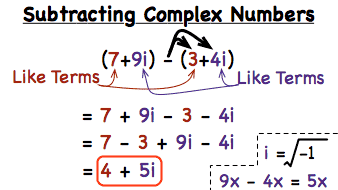 Subtracting Complex Numbers
(7+9i) - (3+4i)
Like Terms Like Terms
= 7 + 9i - 3 - 4i
= 7 - 3 + 9i - 4i
= 4 + 5i
i = √-1
9x - 4x = 5x